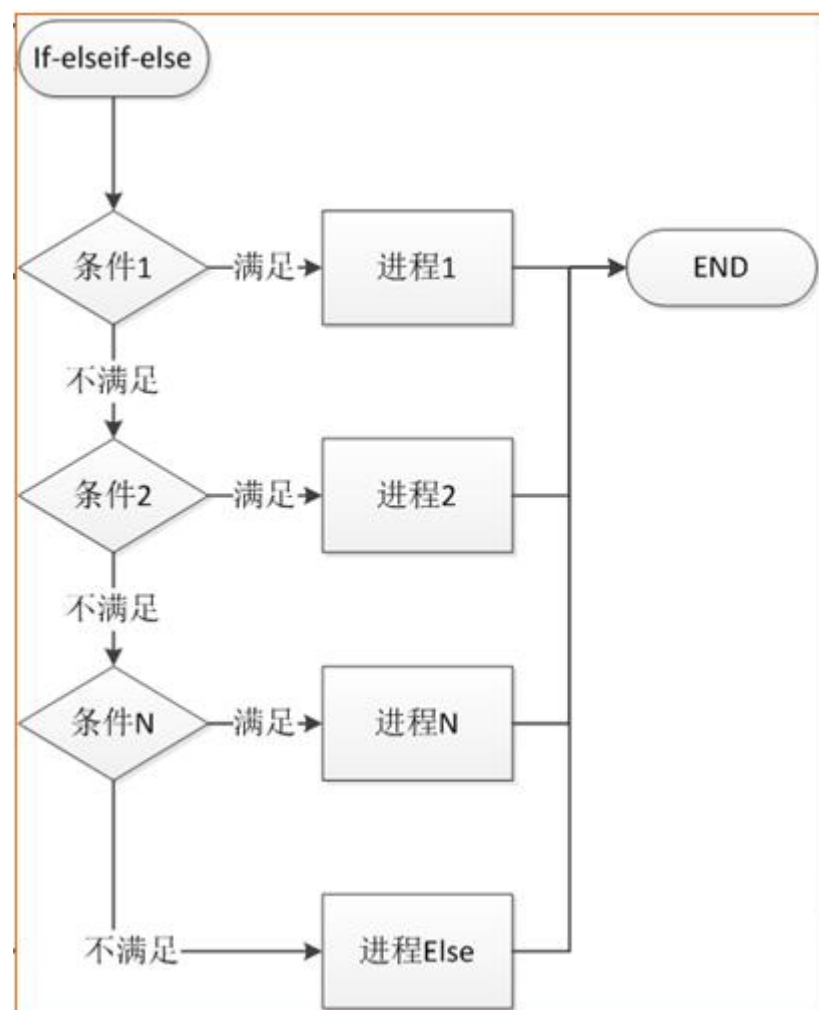 If-elseif-else
条件1
满足
进程1
END
不满足
条件2
满足
进程2
不满足
条件N
满足
进程N
不满足
进程Else